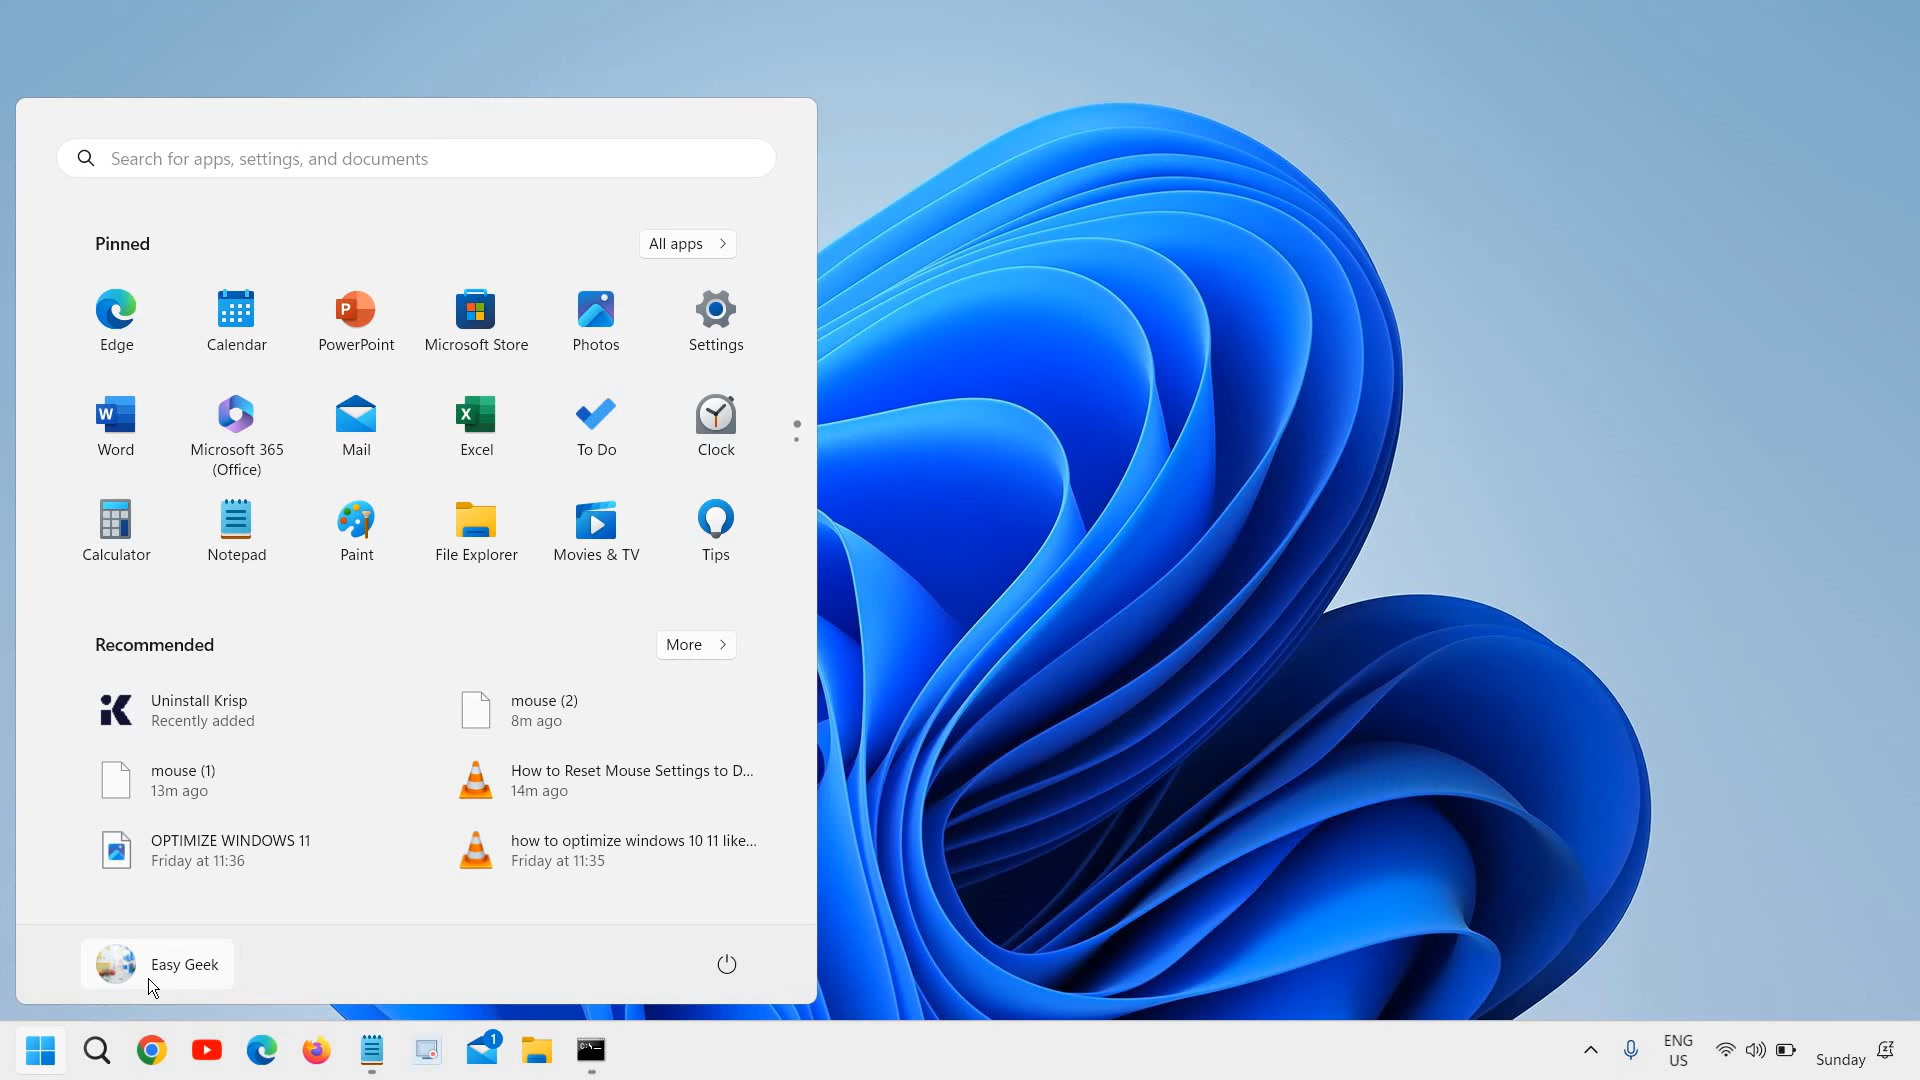 Search for apps, settings, and documents
Pinned
All apps
Edge
Calendar
PowerPoint
Microsoft Store
Photos
Settings
Word
Microsoft 365
(Office)
Mail
Excel
To Do
Clock
Calculator
Notepad
Paint
File Explorer
Movies & TV
Tips
Recommended
More
Uninstall Krisp
Recently added
mouse (2)
8m ago
mouse (1)
13m ago
How to Reset Mouse Settings to D...
14m ago
OPTIMIZE WINDOWS 11
Friday at 11:36
how to optimize windows 10 11 like...
Friday at 11:35
Easy Geek
1
ENG
US
Sunday